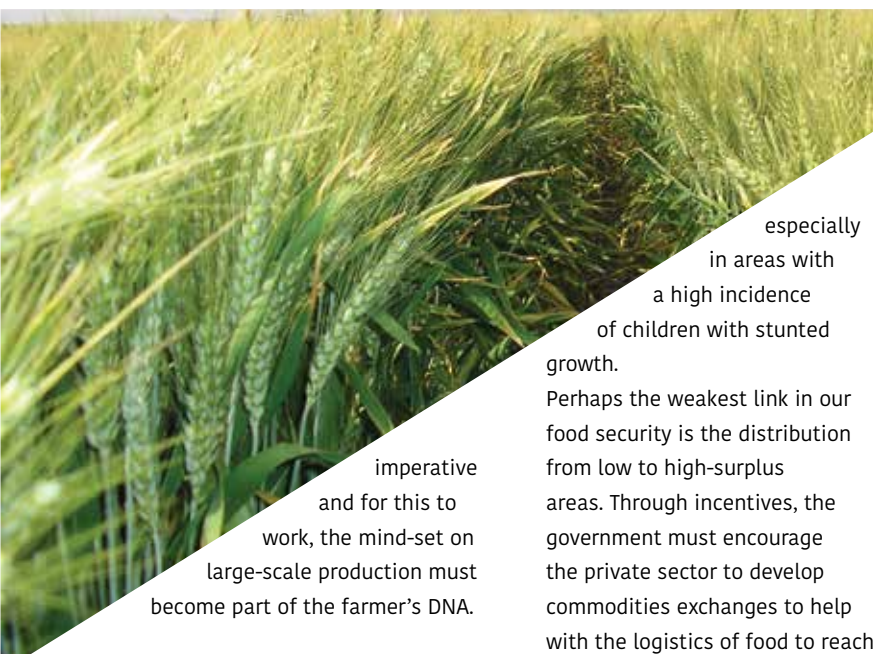 imperative
and for this to
work, the mind-set on
large-scale production must
become part of the farmer's DNA.
especially
in areas with
a high incidence
of children with stunted
growth.
Perhaps the weakest link in our
food security is the distribution
from low to high-surplus
areas. Through incentives, the
government must encourage
the private sector to develop
commodities exchanges to help
with the logistics of food to reach